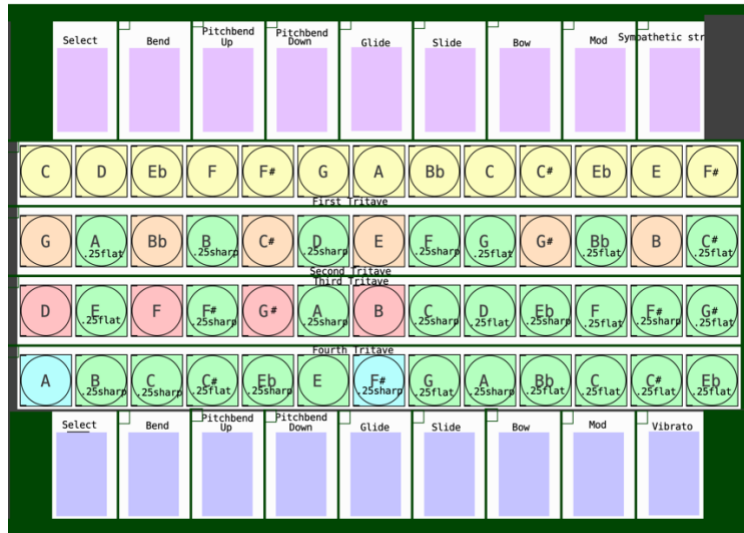 Select
Bend
Pitchbend
Up
Pitchbend
Down
Glide
Slide
Bow
Mod
Sympathetic str
C D Eb F F# G A Bb C C# Eb E F#
First Tritave
G A Bb B C# D E F G G# Bb B C#
.25flat .25sharp .25sharp .25sharp .25flat .25flat .25flat
Second Tritave
Third Tritave
D E F F# G# A B C D Eb F F# G#
.25flat .25sharp .25sharp .25sharp .25flat .25sharp .25flat .25sharp .25flat
Fourth Tritave
A B C C# Eb E F# G A Bb C C# Eb
.25sharp .25sharp .25flat .25sharp .25sharp .25flat .25sharp .25flat .25flat .25flat .25flat
Select
Bend
Pitchbend
Up
Pitchbend
Down
Glide
Slide
Bow
Mod
Vibrato